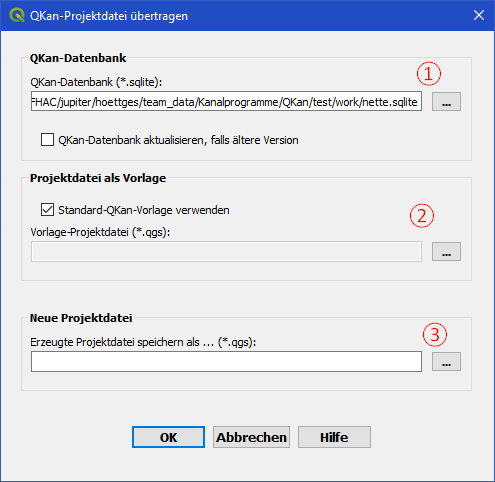 QKan-Projektdatei übertragen
QKan-Datenbank
①
QKan-Datenbank (*.sqlite):
FHAC/jupiter/hoettges/team_data/Kanalprogramme/QKan/test/work/nette.sqlite
...
QKan-Datenbank aktualisieren, falls ältere Version
Projektdatei als Vorlage
Standard-QKan-Vorlage verwenden
②
Vorlage-Projektdatei (*.qgs):
...
Neue Projektdatei
③
Erzeugte Projektdatei speichern als ... (*.qgs):
...
OK
Abbrechen
Hilfe